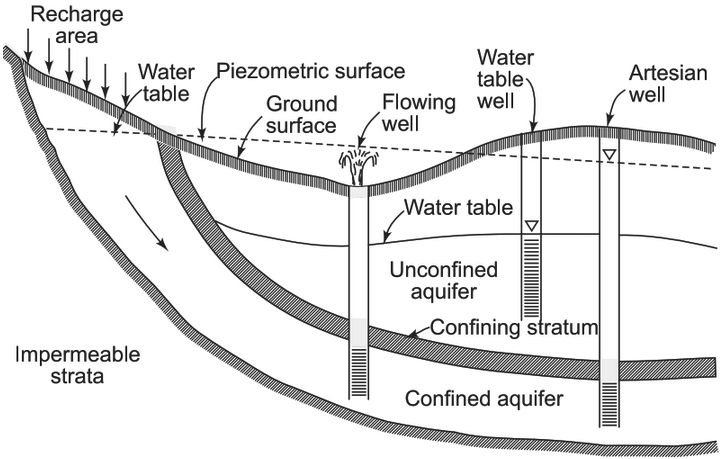 Recharge
area
Water
table
Piezometric surface
Ground
surface
Flowing
well
Water
table
well
Artesian
well
Water table
Unconfined
aquifer
Confining stratum
Impermeable
strata
Confined aquifer